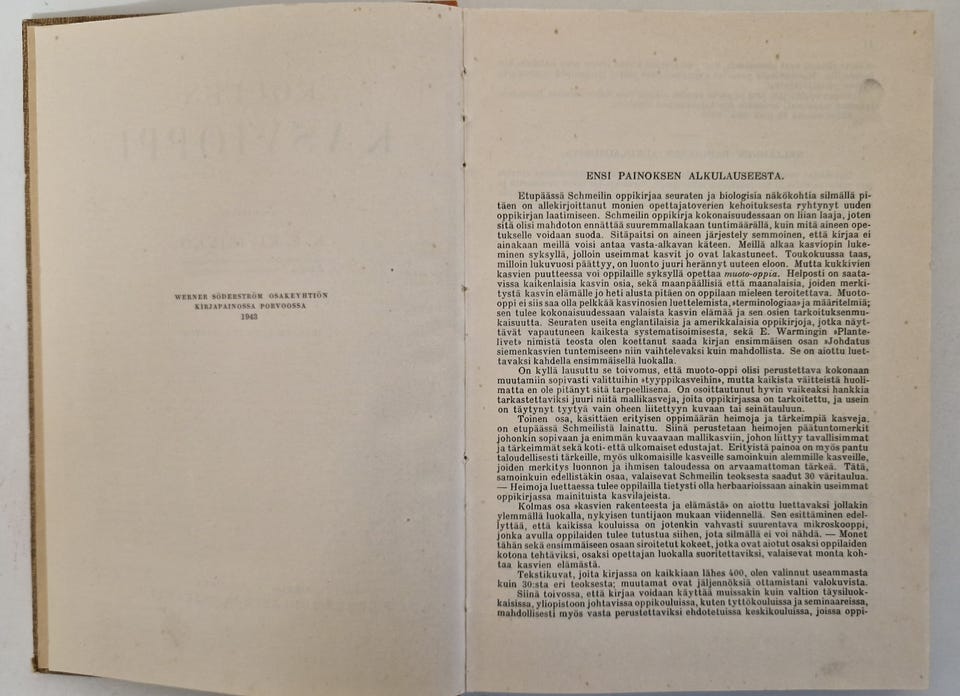 WERNER SÖDERSTRÖM OSAKEYHTIÖN
KIRJAPAINOSSA PORVOOSSA
1943
ENSI PAINOKSEN ALKULAUSEESTA.
Etupäässä Schmeilin oppikirjaa seuraten ja biologisia näkökohtia silmällä pi-
täen on allekirjoittanut monien opettajatoverien kehoituksesta ryhtynyt uuden
oppikirjan laatimiseen. Schmeilin oppikirja kokonaisuudessaan on liian laaja, joten
sitä olisi mahdoton ennättää suuremmallakaan tuntimäärällä, kuin mitä aineen ope-
tukselle voidaan suoda. Sitäpaitsi on aineen järjestely semmoinen, että kirjaa ei
ainakaan meillä voisi antaa vasta-alkavan käteen. Meillä alkaa kasviopin luke-
minen syksyllä, jolloin useimmat kasvit jo ovat lakastuneet. Toukokuussa taas,
milloin lukuvuosi päättyy, on luonto juuri herännyt uuteen eloon. Mutta kukkivien
kasvien puutteessa voi oppilaille syksyllä opettaa muoto-oppia. Helposti on saata-
vissa kaikenlaisia kasvin osia, sekä maanpäällisiä että maanalaisia, joiden merki-
tystä kasvin elämälle jo heti alusta pitäen on oppilaan mieleen teroitettava. Muoto-
oppi ei siis saa olla pelkkää kasvinosien luettelemista, »terminologiaa» ja määritelmiä;
sen tulee kokonaisuudessaan valaista kasvin elämää ja sen osien tarkoituksenmu-
kaisuutta. Seuraten useita englantilaisia ja amerikkalaisia oppikirjoja, jotka näyt-
tävät vapautuneen kaikesta systematisoimisesta, sekä E. Warmingin »Plante-
livet» nimistä teosta olen koettanut saada kirjan ensimmäisen osan »Johdatus
siemenkasvien tuntemiseen» niin vaihtelevaksi kuin mahdollista. Se on aiottu luet-
tavaksi kahdella ensimmäisellä luokalla.
On kyllä lausuttu se toivomus, että muoto-oppi olisi perustettava kokonaan
muutamiin sopivasti valittuihin »tyyppikasveihin», mutta kaikista väitteistä huoli-
matta en ole pitänyt sitä tarpeellisena. On osoittautunut hyvin vaikeaksi hankkia
tarkastettaviksi juuri niitä mallikasveja, joita oppikirjassa on tarkoitettu, ja usein
on täytynyt tyytyä vain oheen liitettyyn kuvaan tai seinätauluun.
Toinen osa, käsittäen erityisen oppimäärän heimoja ja tärkeimpiä kasveja,
on etupäässä Schmeilistä lainattu. Siinä perustetaan heimojen päätuntomerkit
johonkin sopivaan ja enimmän kuvaavaan mallikasviin, johon liittyy tavallisimmat
ja tärkeimmät sekä koti- että ulkomaiset edustajat. Erityistä painoa on myös pantu
taloudellisesti tärkeille, myös ulkomaisille kasveille samoinkuin alemmille kasveille,
joiden merkitys luonnon ja ihmisen taloudessa on arvaamattoman tärkeä. Tätä,
samoinkuin edellistäkin osaa, valaisevat Schmeilin teoksesta saadut 30 väritaulua.
— Heimoja luettaessa tulee oppilailla tietysti olla herbaarioissaan ainakin useimmat
oppikirjassa mainituista kasvilajeista.
Kolmas osa »kasvien rakenteesta ja elämästä» on aiottu luettavaksi jollakin
ylemmällä luokalla, nykyisen tuntijaon mukaan viidennellä. Sen esittäminen edel-
lyttää, että kaikissa kouluissa on jotenkin vahvasti suurentava mikroskooppi,
jonka avulla oppilaiden tulee tutustua siihen, jota silmällä ei voi nähdä. — Monet
tähän sekä ensimmäiseen osaan siroitetut kokeet, jotka ovat aiotut osaksi oppilaiden
kotona tehtäviksi, osaksi opettajan luokalla suoritettaviksi, valaisevat monta koh-
taa kasvien elämästä.
Tekstikuvat, joita kirjassa on kaikkiaan lähes 400, olen valinnut useammasta
kuin 30:sta eri teoksesta; muutamat ovat jäljennöksiä ottamistani valokuvista.
Siinä toivossa, että kirjaa voidaan käyttää muissakin kuin valtion täysiluok-
kaisissa, yliopistoon johtavissa oppikouluissa, kuten tyttökouluissa ja seminaareissa,
mahdollisesti myös vasta perustettaviksi ehdotetuissa keskikouluissa, joissa oppi-